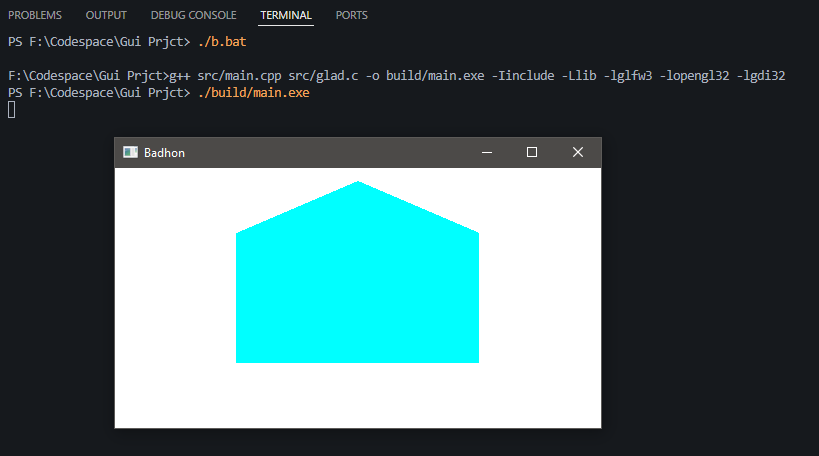 PROBLEMS OUTPUT DEBUG CONSOLE TERMINAL PORTS
PS F:\Codespace\Gui Prjct> ./b.bat
F:\Codespace\Gui Prjct>g++ src/main.cpp src/glad.c -o build/main.exe -Iinclude -Llib -lglfw3 -lopengl32 -lgdi32
PS F:\Codespace\Gui Prjct> ./build/main.exe
Badhon